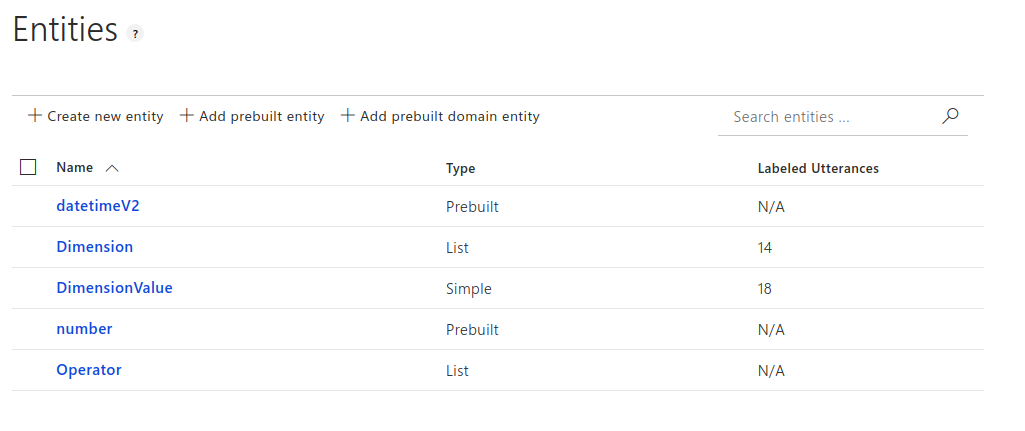 Entities ?
Create new entity Add prebuilt entity Add prebuilt domain entity Search entities ...
Name Type Labeled Utterances
datetimeV2 Prebuilt N/A
Dimension List 14
DimensionValue Simple 18
number Prebuilt N/A
Operator List N/A